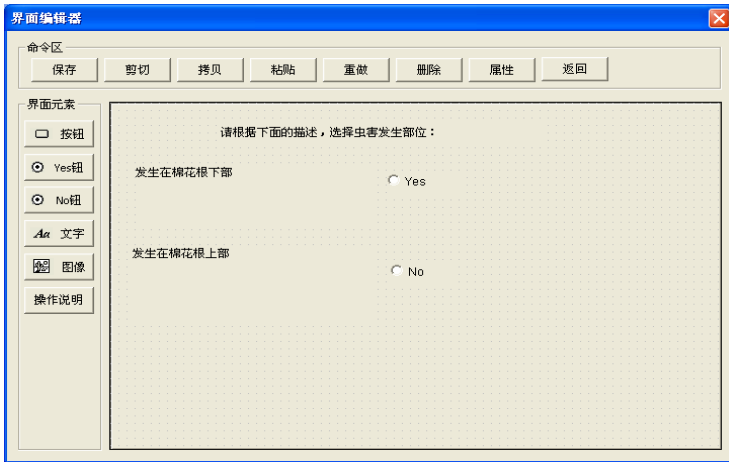 界面编辑器
命令区
保存 剪切 拷贝 粘贴 重做 删除 属性 返回
界面元素
按钮
Yes钮
No钮
Aa 文字
图像
操作说明
请根据下面的描述，选择虫害发生部位：
发生在棉花根下部
Yes
发生在棉花根上部
No